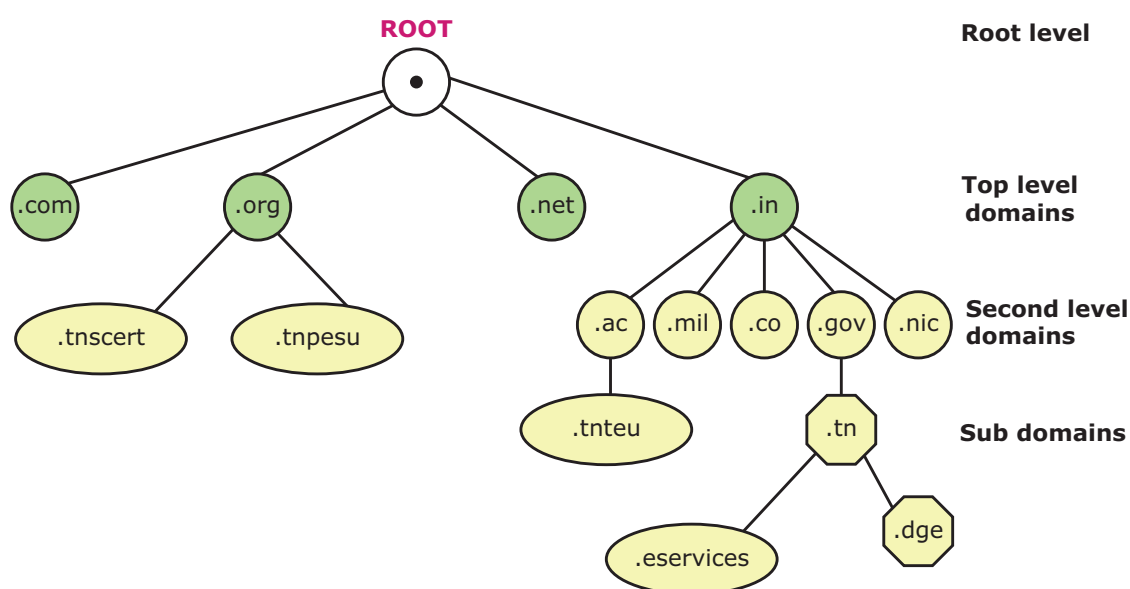 ROOT
Root level
.com
.org
.net
.in
Top level
domains
.tnscert
.tnpesu
.ac
.mil
.co
.gov
.nic
Second level
domains
.tnteu
.tn
Sub domains
.eservices
.dge